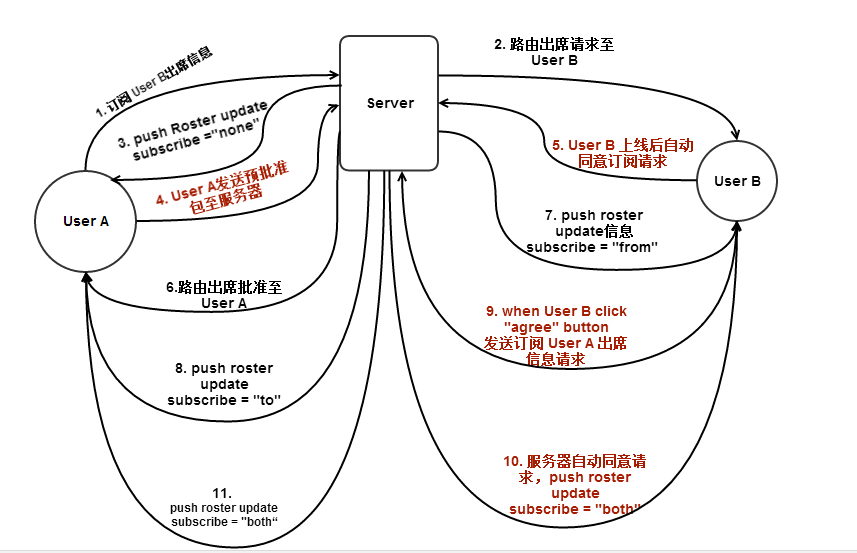 1. 订阅 User B出席信息
2. 路由出席请求至
User B
Server
3. push Roster update
subscribe ="none"
4. User A发送预批准
包至服务器
5. User B 上线后自动
同意订阅请求
User A
User B
6.路由出席批准至
User A
7. push roster
update信息
subscribe = "from"
8. push roster
update
subscribe = "to"
9. when User B click
"agree" button
发送订阅 User A 出席
信息请求
10. 服务器自动同意请
求，push roster
update
subscribe = "both"
11.
push roster update
subscribe = "both“